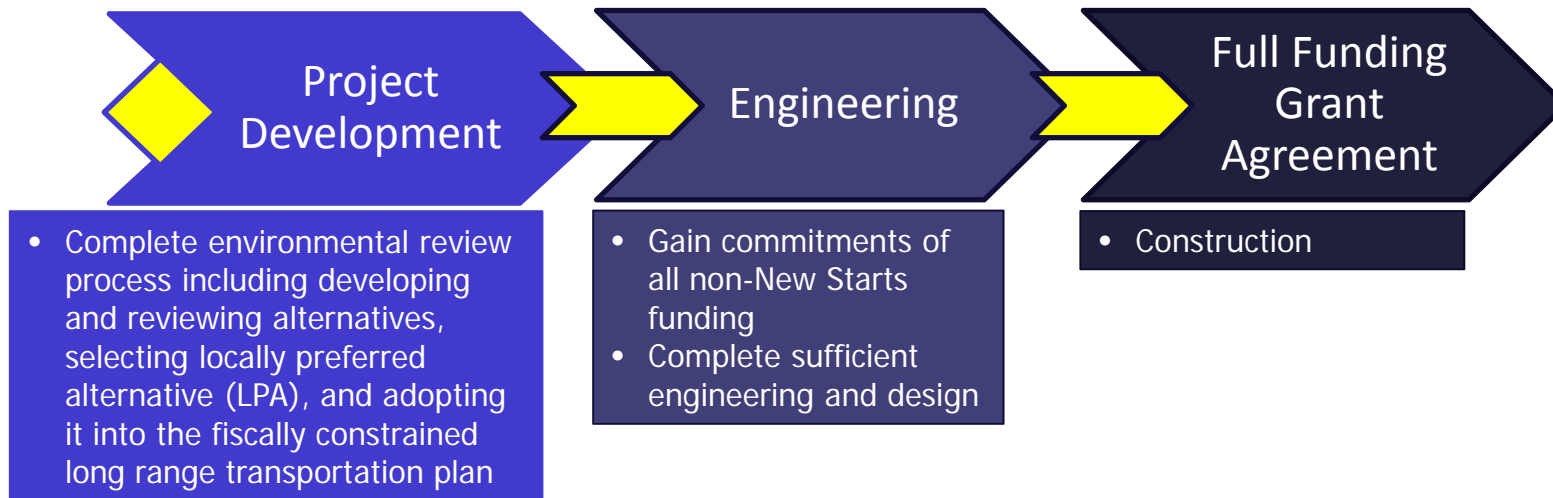 Project
Development
Engineering
Full Funding
Grant
Agreement
• Complete environmental review
process including developing
and reviewing alternatives,
selecting locally preferred
alternative (LPA), and adopting
it into the fiscally constrained
long range transportation plan
• Gain commitments of
all non-New Starts
funding
• Complete sufficient
engineering and design
• Construction